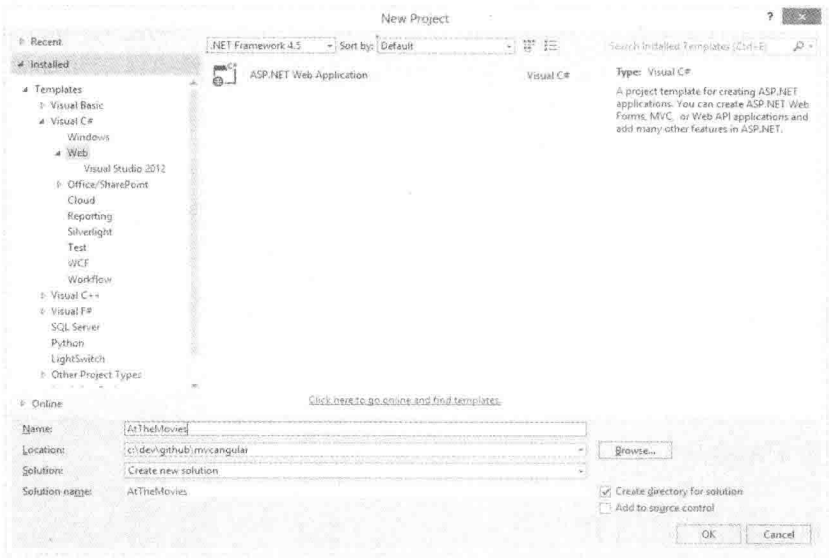 New Project
?
Recent
.NET Framework 4.5
Sort by: Default
Search Installed Templates (Ctrl+E)
Installed
Templates
Visual Basic
Visual C#
Windows
Web
Visual Studio 2012
Office/SharePoint
Cloud
Reporting
Silverlight
Test
WCF
Workflow
Visual C++
Visual F#
SQL Server
Python
LightSwitch
Other Project Types
Online
C#
ASP.NET Web Application
Visual C#
Type: Visual C#
A project template for creating ASP.NET
applications. You can create ASP.NET Web
Forms, MVC, or Web API applications and
add many other features in ASP.NET.
Click here to go online and find templates.
Name: AtTheMovies
Location: c:\dev\github\mvcangular
Browse...
Solution: Create new solution
Solution name: AtTheMovies
Create directory for solution
Add to source control
OK
Cancel